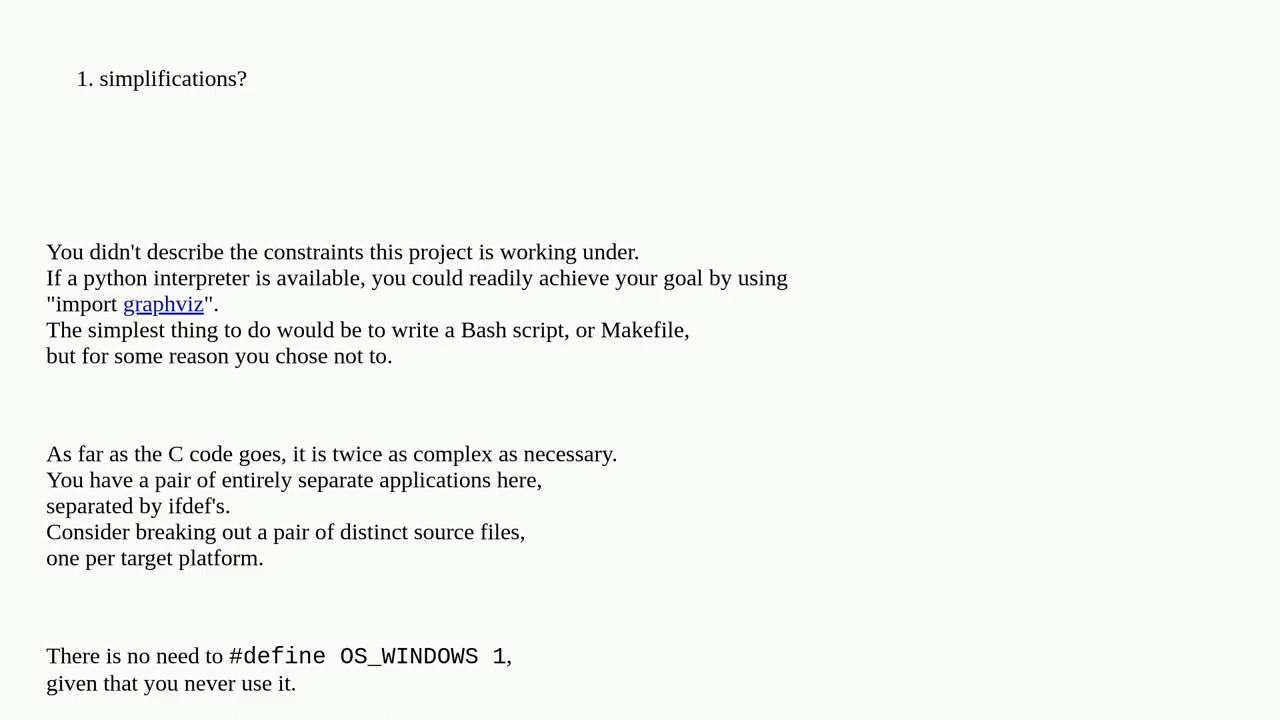 1. simplifications?
You didn't describe the constraints this project is working under.
If a python interpreter is available, you could readily achieve your goal by using
"import graphviz".
The simplest thing to do would be to write a Bash script, or Makefile,
but for some reason you chose not to.
As far as the C code goes, it is twice as complex as necessary.
You have a pair of entirely separate applications here,
separated by ifdef's.
Consider breaking out a pair of distinct source files,
one per target platform.
There is no need to #define OS_WINDOWS 1,
given that you never use it.